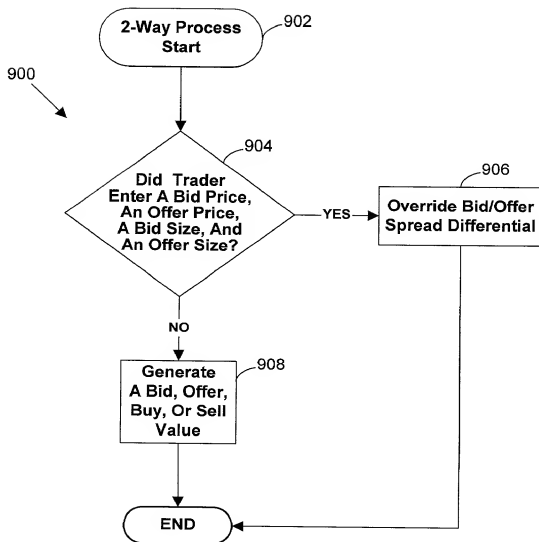 2-Way Process
Start
902
900
904
Did Trader
Enter A Bid Price,
An Offer Price,
A Bid Size, And
An Offer Size?
YES
906
Override Bid/Offer
Spread Differential
NO
908
Generate
A Bid, Offer,
Buy, Or Sell
Value
END